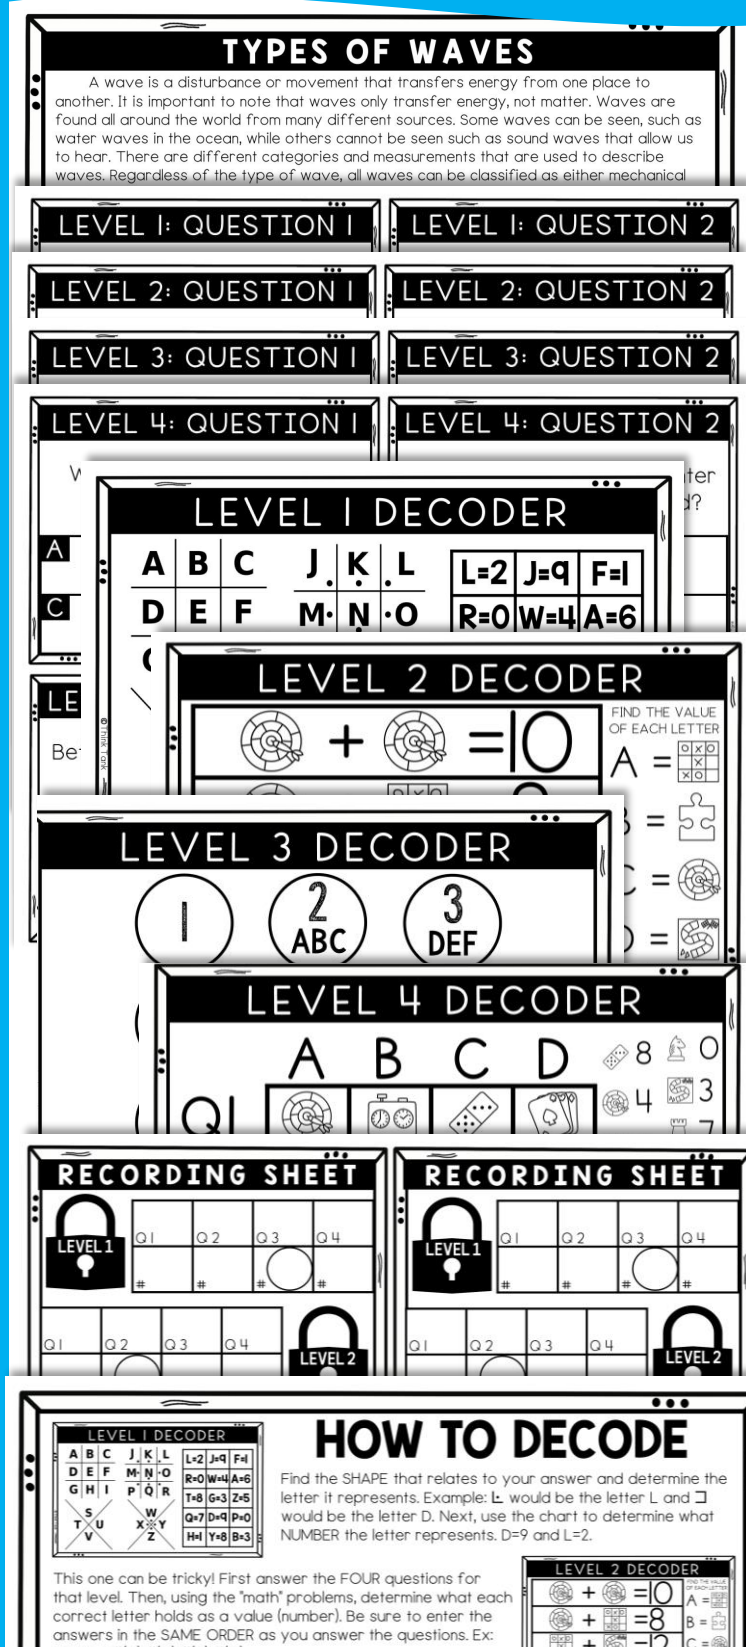 TYPES OF WAVES
A wave is a disturbance or movement that transfers energy from one place to
another. It is important to note that waves only transfer energy, not matter. Waves are
found all around the world from many different sources. Some waves can be seen, such as
water waves in the ocean, while others cannot be seen such as sound waves that allow us
to hear. There are different categories and measurements that are used to describe
waves. Regardless of the type of wave, all waves can be classified as either mechanical
LEVEL 1: QUESTION 1
LEVEL 1: QUESTION 2
LEVEL 2: QUESTION 1
LEVEL 2: QUESTION 2
LEVEL 3: QUESTION 1
LEVEL 3: QUESTION 2
LEVEL 4: QUESTION 1
LEVEL 4: QUESTION 2
A
C
LEVEL 1 DECODER
A B C
D E F
J K L
M N O
L=2 J=9 F=1
R=0 W=4 A=6
© Think Tank
LEVEL 2 DECODER
+ =10
FIND THE VALUE
OF EACH LETTER
A =
B =
C =
D =
LEVEL 3 DECODER
1
2
ABC
3
DEF
LEVEL 4 DECODER
A B C D
Q1
8 0
4 3
7
RECORDING SHEET
LEVEL 1
Q1 Q2 Q3 Q4
# # # #
Q1 Q2 Q3 Q4
LEVEL 2
RECORDING SHEET
LEVEL 1
Q1 Q2 Q3 Q4
# # # #
Q1 Q2 Q3 Q4
LEVEL 2
LEVEL 1 DECODER
A B C J K L
D E F M N O
G H I P Q R
S T U V
W X Y Z
L=2 J=9 F=1
R=0 W=4 A=6
T=8 G=3 Z=5
Q=7 D=9 P=0
H=1 Y=8 B=3
HOW TO DECODE
Find the SHAPE that relates to your answer and determine the
letter it represents. Example: would be the letter L and
would be the letter D. Next, use the chart to determine what
NUMBER the letter represents. D=9 and L=2.
This one can be tricky! First answer the FOUR questions for
that level. Then, using the "math" problems, determine what each
correct letter holds as a value (number). Be sure to enter the
answers in the SAME ORDER as you answer the questions. Ex:
LEVEL 2 DECODER
+ =10
+ =8
+ =12
FIND THE VALUE
OF EACH LETTER
A =
B =
C =